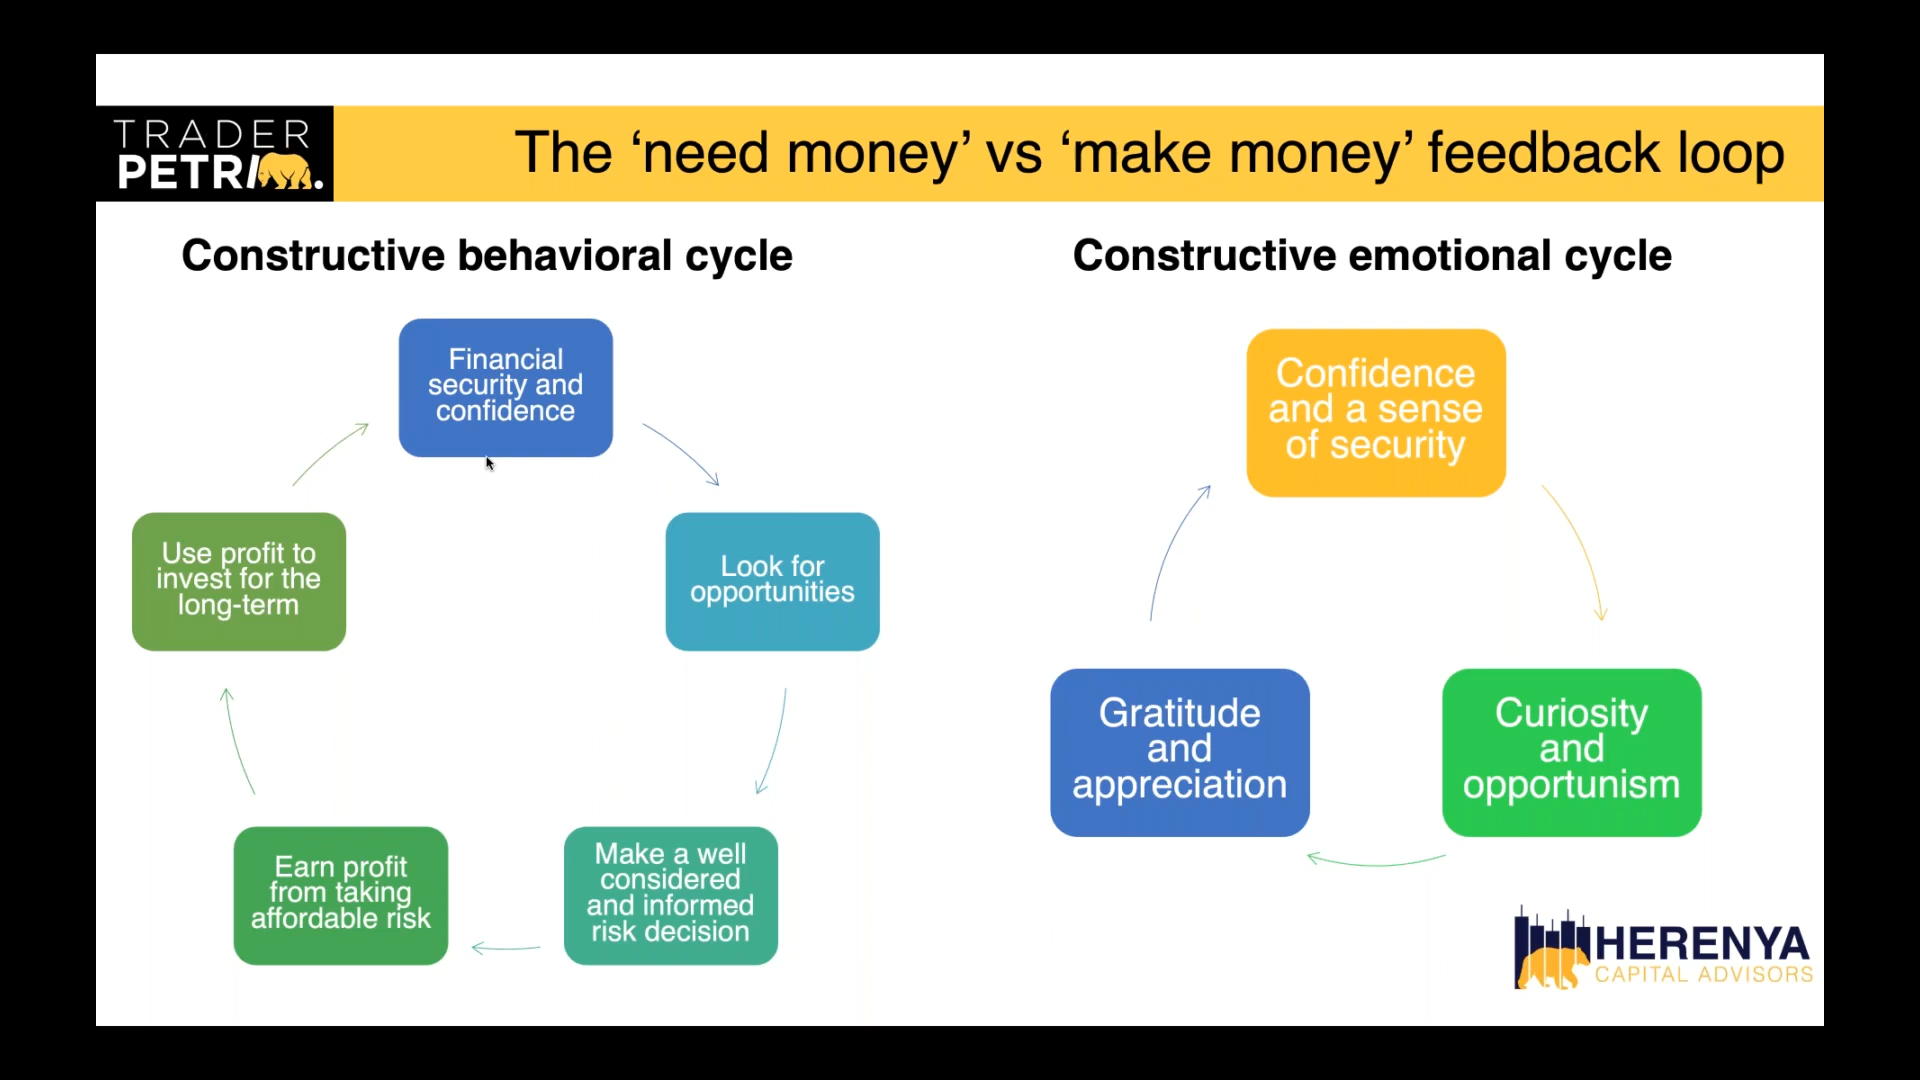 TRADER
PETRI.
The ‘need money’ vs ‘make money’ feedback loop
Constructive behavioral cycle
Financial
security and
confidence
Look for
opportunities
Make a well
considered
and informed
risk decision
Earn profit
from taking
affordable risk
Use profit to
invest for the
long-term
Constructive emotional cycle
Confidence
and a sense
of security
Curiosity
and
opportunism
Gratitude
and
appreciation
HERENYA
CAPITAL ADVISORS